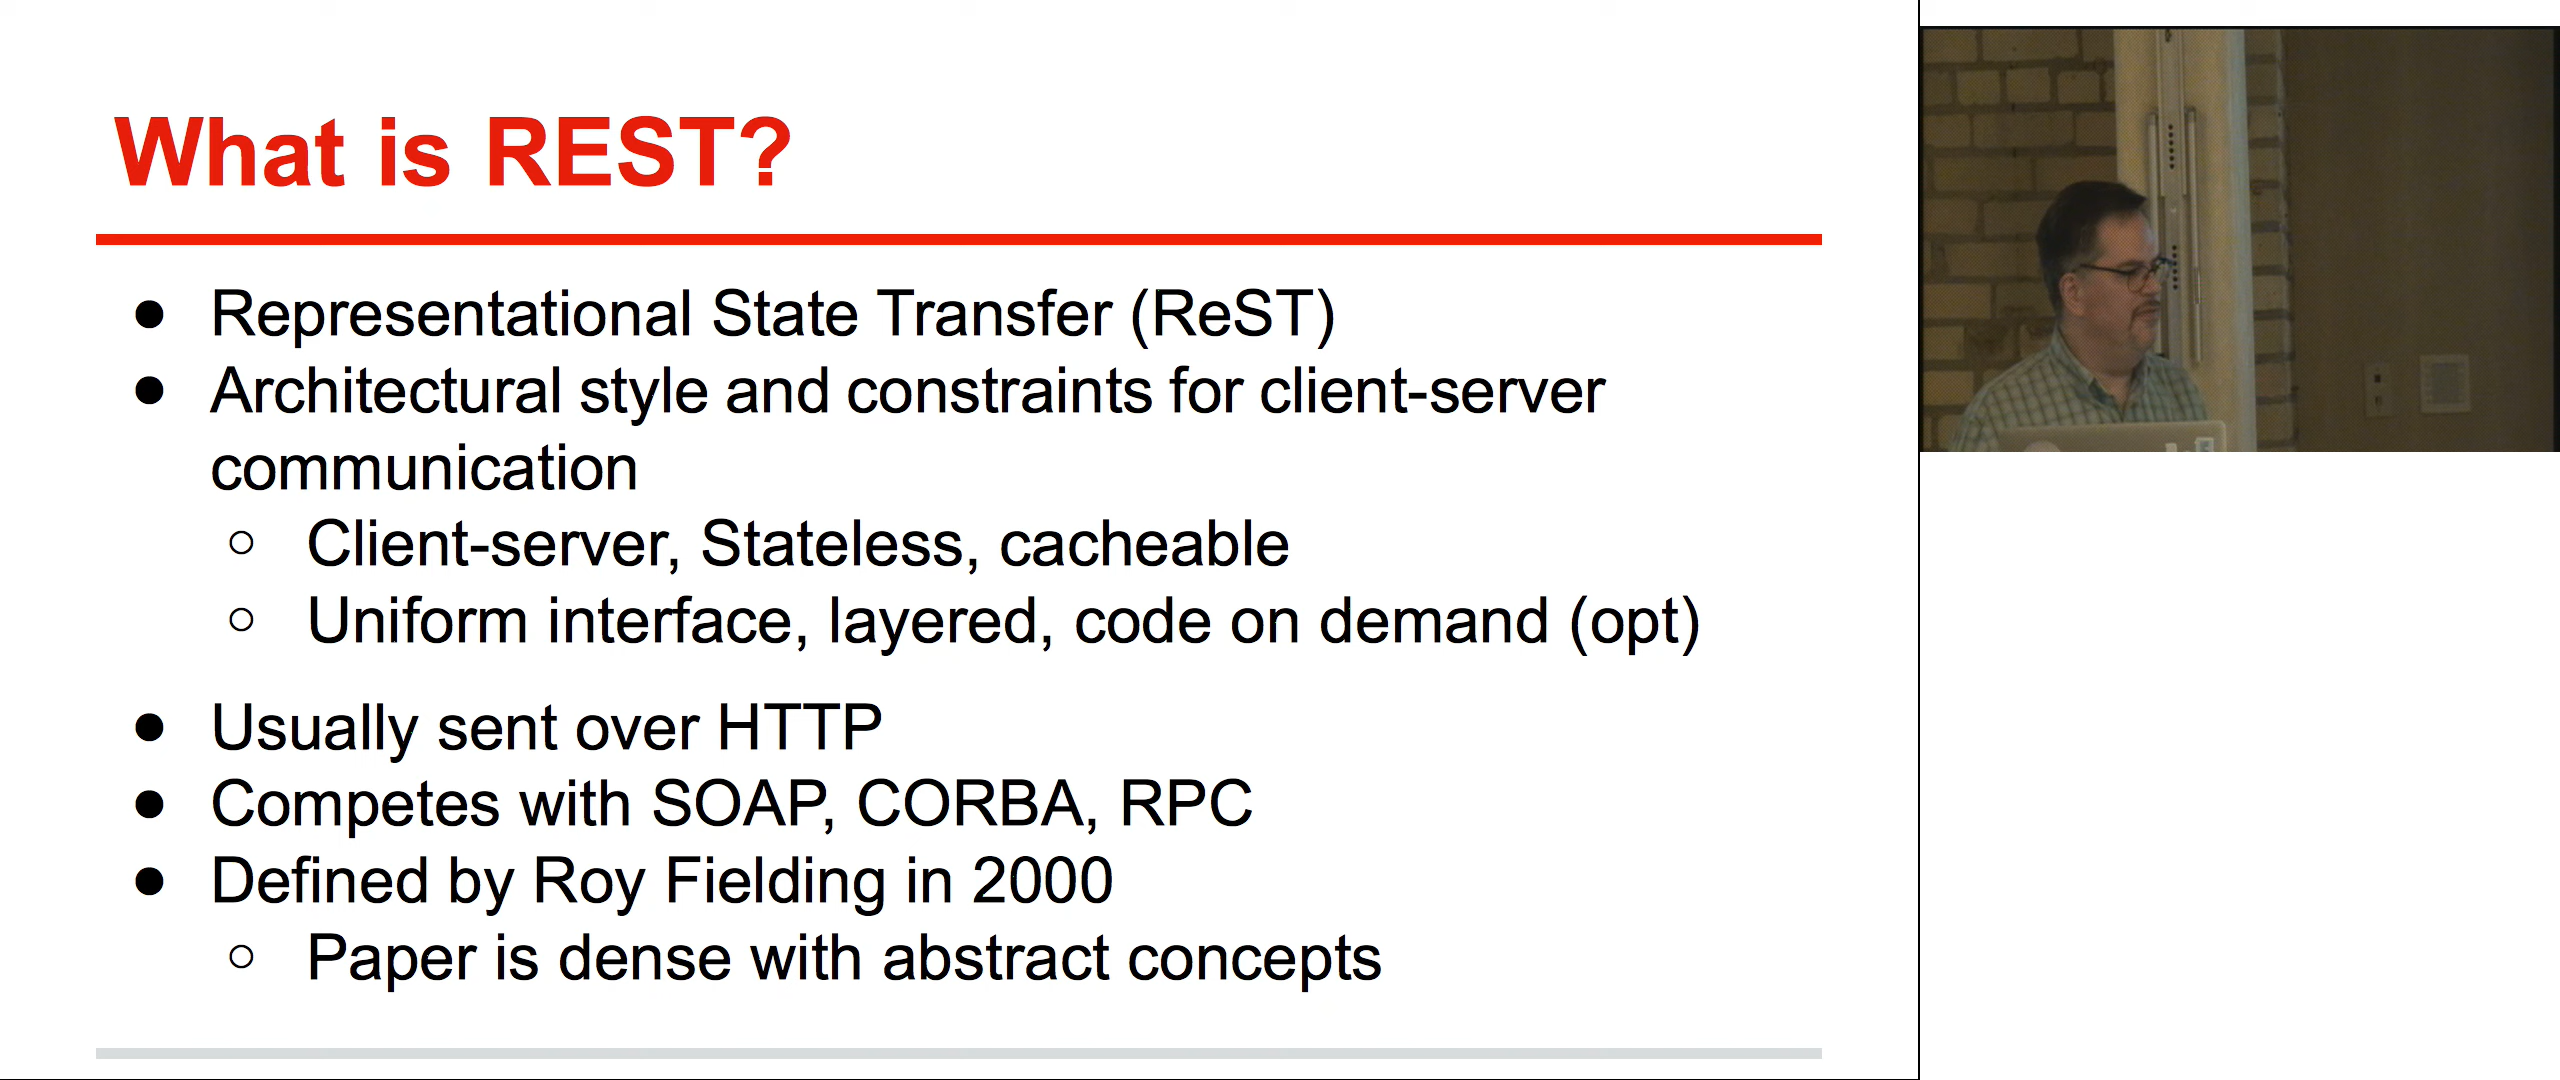 What is REST?
● Representational State Transfer (ReST)
● Architectural style and constraints for client-server
communication
○ Client-server, Stateless, cacheable
○ Uniform interface, layered, code on demand (opt)
● Usually sent over HTTP
● Competes with SOAP, CORBA, RPC
● Defined by Roy Fielding in 2000
○ Paper is dense with abstract concepts